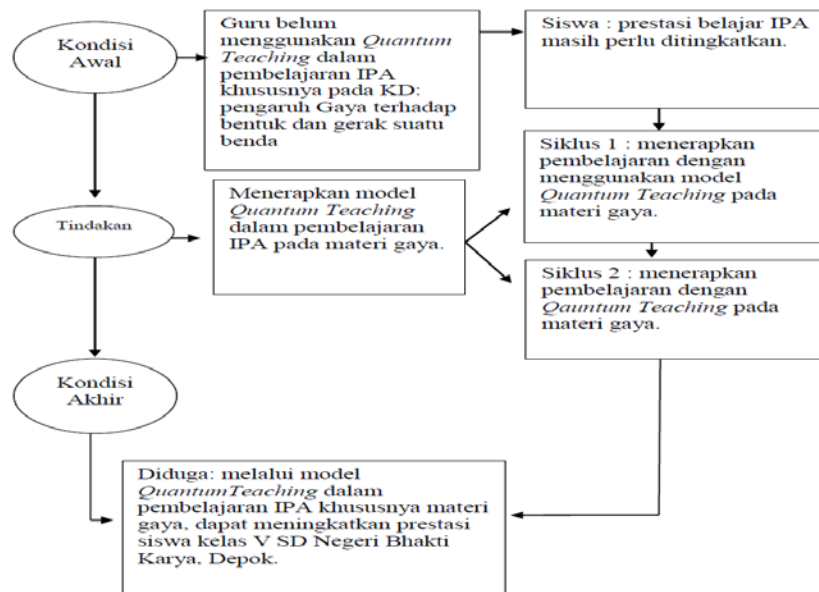 Kondisi
Awal
Guru belum
menggunakan Quantum
Teaching dalam
pembelajaran IPA
khususnya pada KD:
pengaruh Gaya terhadap
bentuk dan gerak suatu
benda
Siswa : prestasi belajar IPA
masih perlu ditingkatkan.
Tindakan
Menerapkan model
Quantum Teaching
dalam pembelajaran
IPA pada materi gaya.
Siklus 1 : menerapkan
pembelajaran dengan
menggunakan model
Quantum Teaching pada
materi gaya.
Siklus 2 : menerapkan
pembelajaran dengan
Qauntum Teaching pada
materi gaya.
Kondisi
Akhir
Diduga: melalui model
QuantumTeaching dalam
pembelajaran IPA khususnya materi
gaya, dapat meningkatkan prestasi
siswa kelas V SD Negeri Bhakti
Karya, Depok.